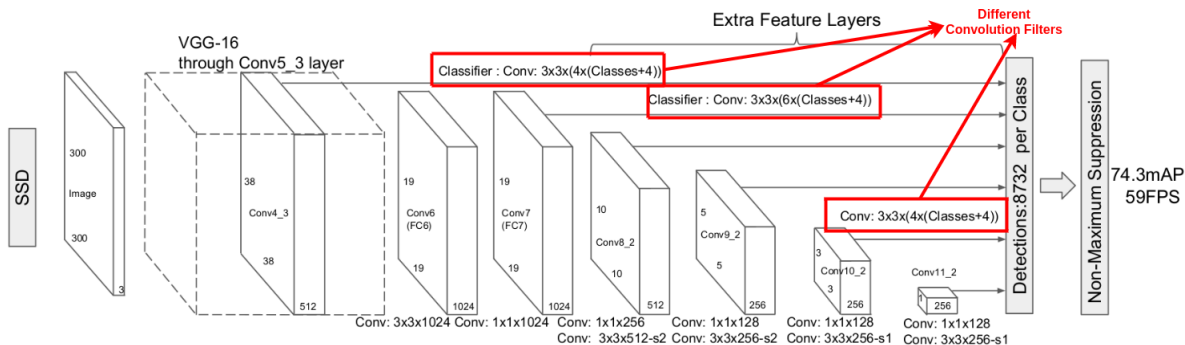 Extra Feature Layers
Different
Convolution Filters
VGG-16
through Conv5_3 layer
Classifier : Conv: 3x3x(4x(Classes+4))
Classifier : Conv: 3x3x(6x(Classes+4))
Conv: 3x3x(4x(Classes+4))
SSD
300
Image
300
3
38
Conv4_3
38
512
19
Conv6
(FC6)
19
1024
19
Conv7
(FC7)
19
1024
10
Conv8_2
10
512
5
Conv9_2
5
256
3
Conv10_2
3
256
Conv11_2
1
256
Conv: 3x3x1024
Conv: 1x1x1024
Conv: 1x1x256
Conv: 3x3x512-s2
Conv: 1x1x128
Conv: 3x3x256-s2
Conv: 1x1x128
Conv: 3x3x256-s1
Conv: 1x1x128
Conv: 3x3x256-s1
Detections:8732 per Class
Non-Maximum Suppression
74.3mAP
59FPS